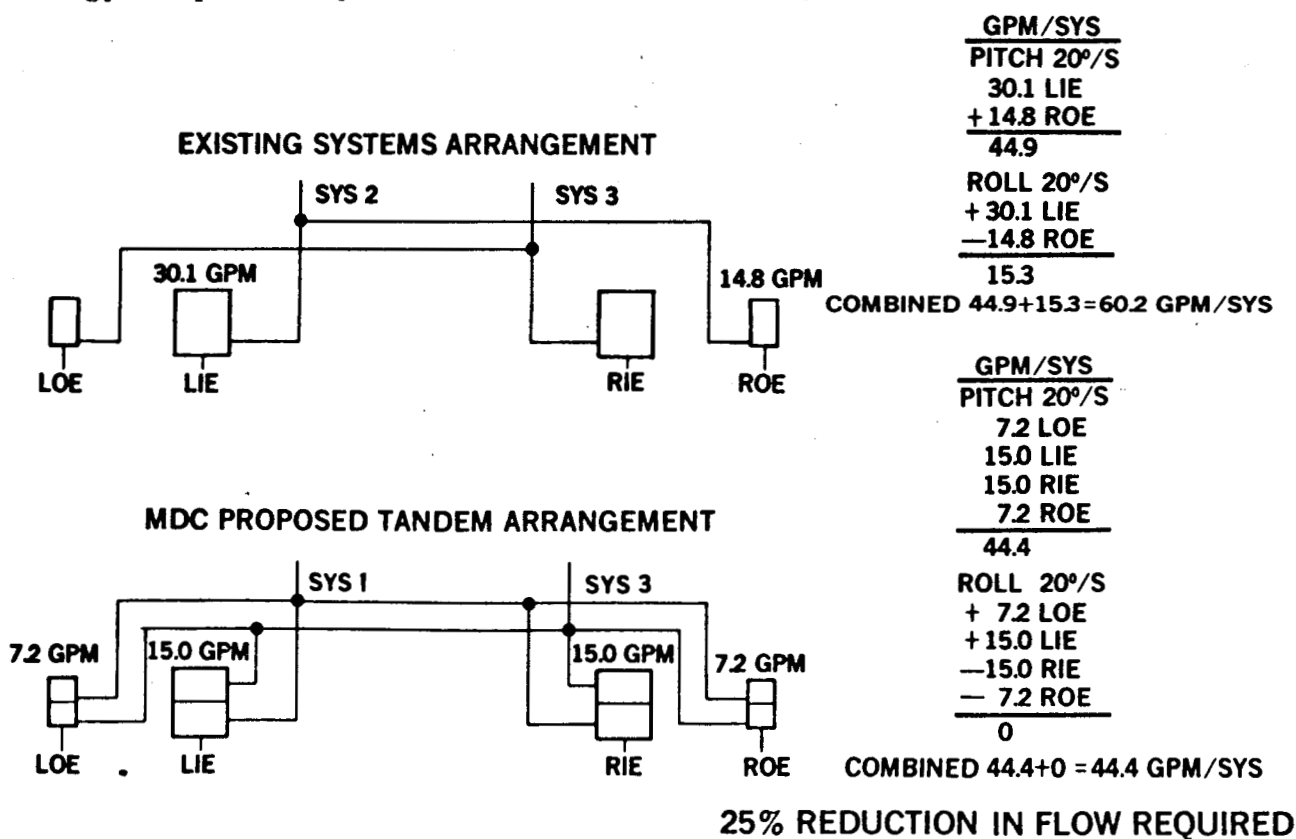 EXISTING SYSTEMS ARRANGEMENT
SYS 2
SYS 3
30.1 GPM
14.8 GPM
LOE
LIE
RIE
ROE
GPM/SYS
PITCH 20°/S
30.1 LIE
+14.8 ROE
44.9
ROLL 20°/S
+30.1 LIE
—14.8 ROE
15.3
COMBINED 44.9+15.3=60.2 GPM/SYS
MDC PROPOSED TANDEM ARRANGEMENT
SYS 1
SYS 3
7.2 GPM
15.0 GPM
15.0 GPM
7.2 GPM
LOE
LIE
RIE
ROE
GPM/SYS
PITCH 20°/S
7.2 LOE
15.0 LIE
15.0 RIE
7.2 ROE
44.4
ROLL 20°/S
+ 7.2 LOE
+15.0 LIE
—15.0 RIE
— 7.2 ROE
0
COMBINED 44.4+0 =44.4 GPM/SYS
25% REDUCTION IN FLOW REQUIRED